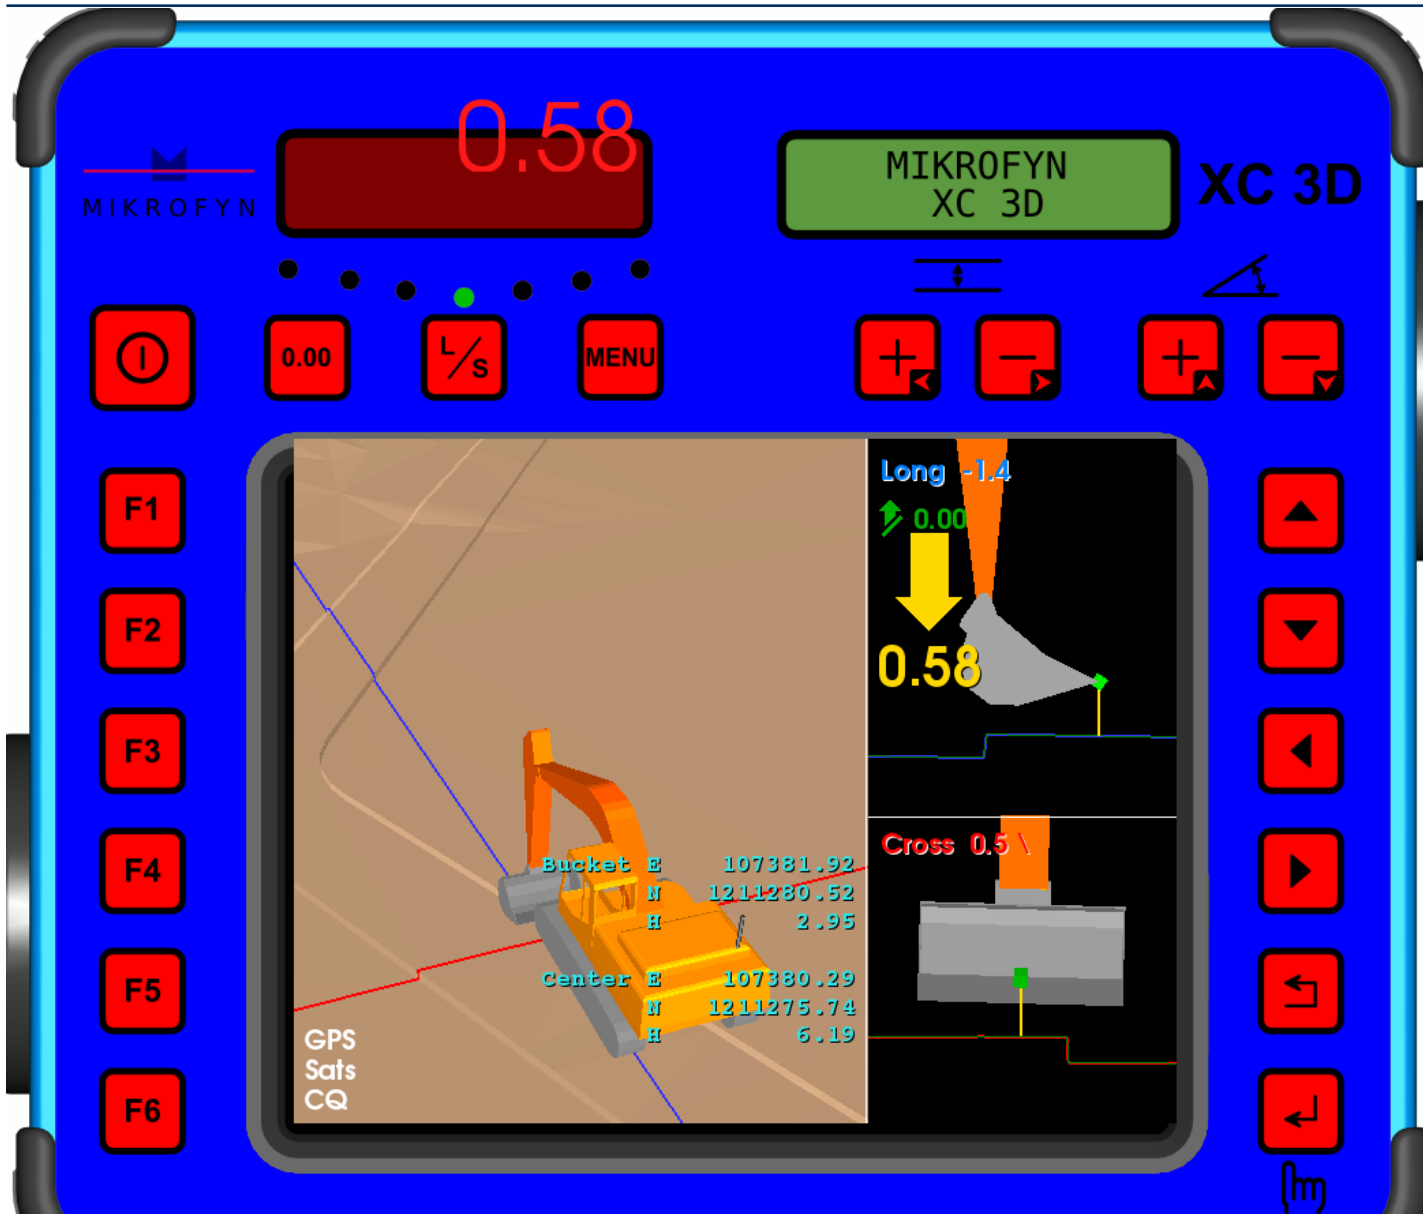 0.58
MIKROFYN
MIKROFYN
XC 3D
XC 3D
0.00
L/S
MENU
F1
F2
F3
F4
F5
F6
Long -1.4
0.00
0.58
Cross 0.5 \
Bucket E 107381.92
N 1211280.52
H 2.95
Center E 107380.29
N 1211275.74
H 6.19
GPS
Sats
CQ